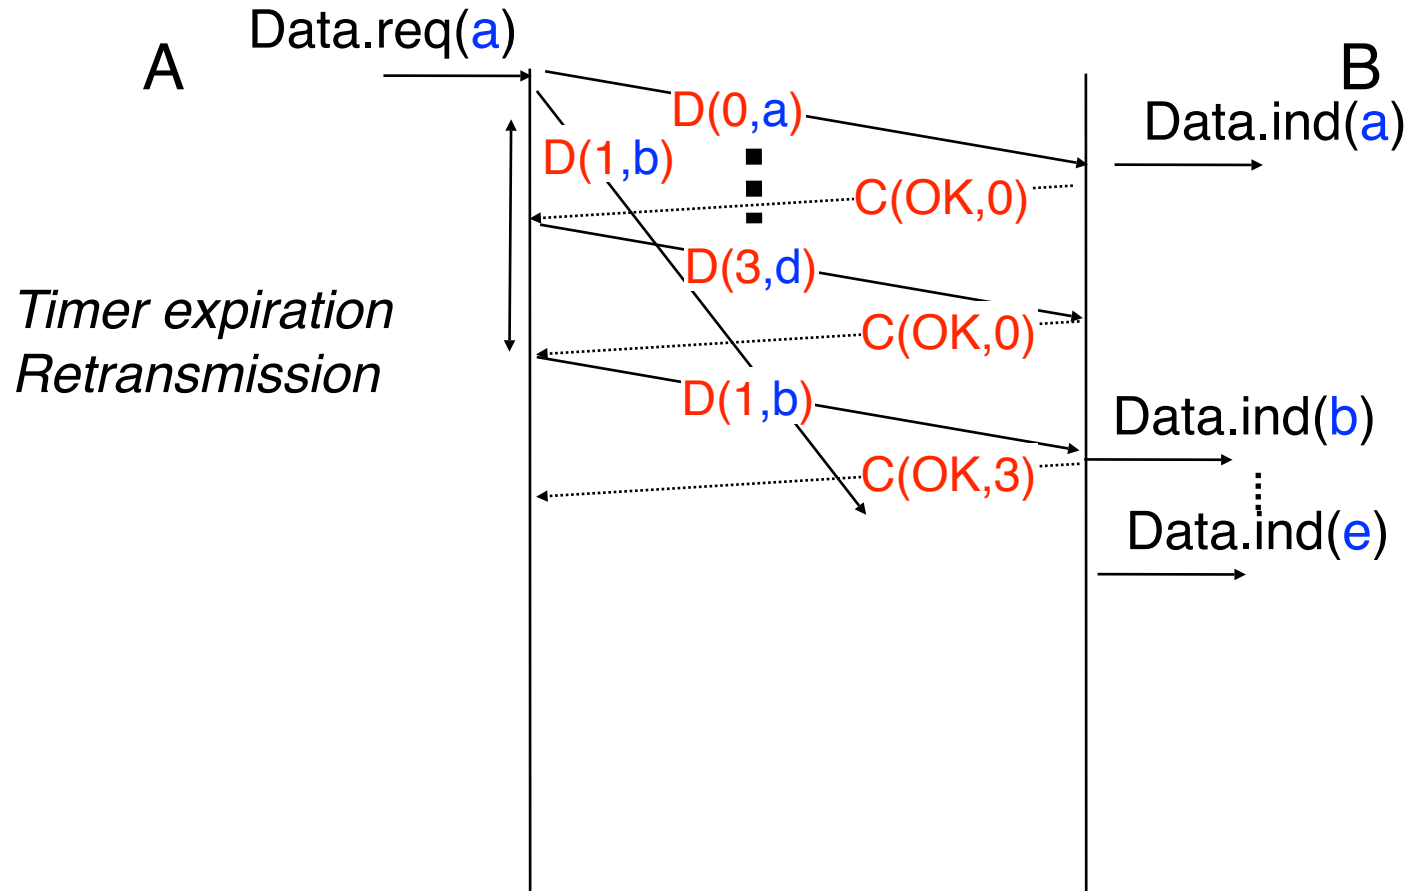 Data.req(a)
A
B
D(0,a)
Data.ind(a)
D(1,b)
C(OK,0)
D(3,d)
Timer expiration
Retransmission
C(OK,0)
D(1,b)
Data.ind(b)
C(OK,3)
Data.ind(e)